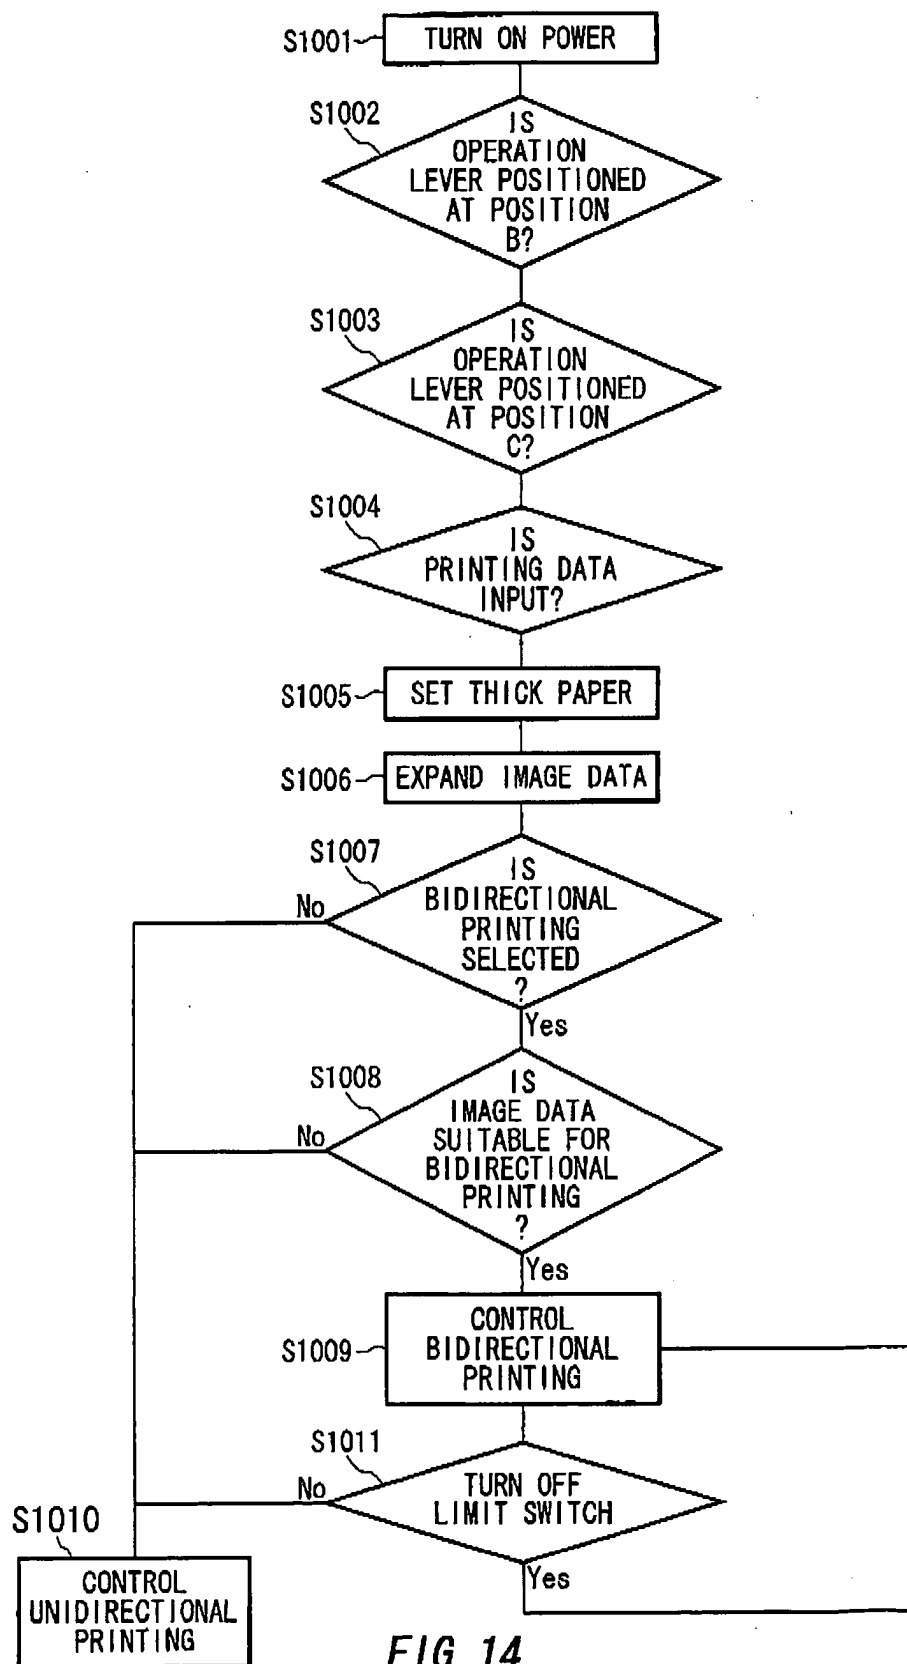 S1001
TURN ON POWER
S1002
IS
OPERATION
LEVER POSITIONED
AT POSITION
B?
S1003
IS
OPERATION
LEVER POSITIONED
AT POSITION
C?
S1004
IS
PRINTING DATA
INPUT?
S1005
SET THICK PAPER
S1006
EXPAND IMAGE DATA
S1007
No
IS
BIDIRECTIONAL
PRINTING
SELECTED
?
Yes
S1008
No
IS
IMAGE DATA
SUITABLE FOR
BIDIRECTIONAL
PRINTING
?
Yes
S1009
CONTROL
BIDIRECTIONAL
PRINTING
S1011
No
TURN OFF
LIMIT SWITCH
Yes
S1010
CONTROL
UNIDIRECTIONAL
PRINTING
FIG 14